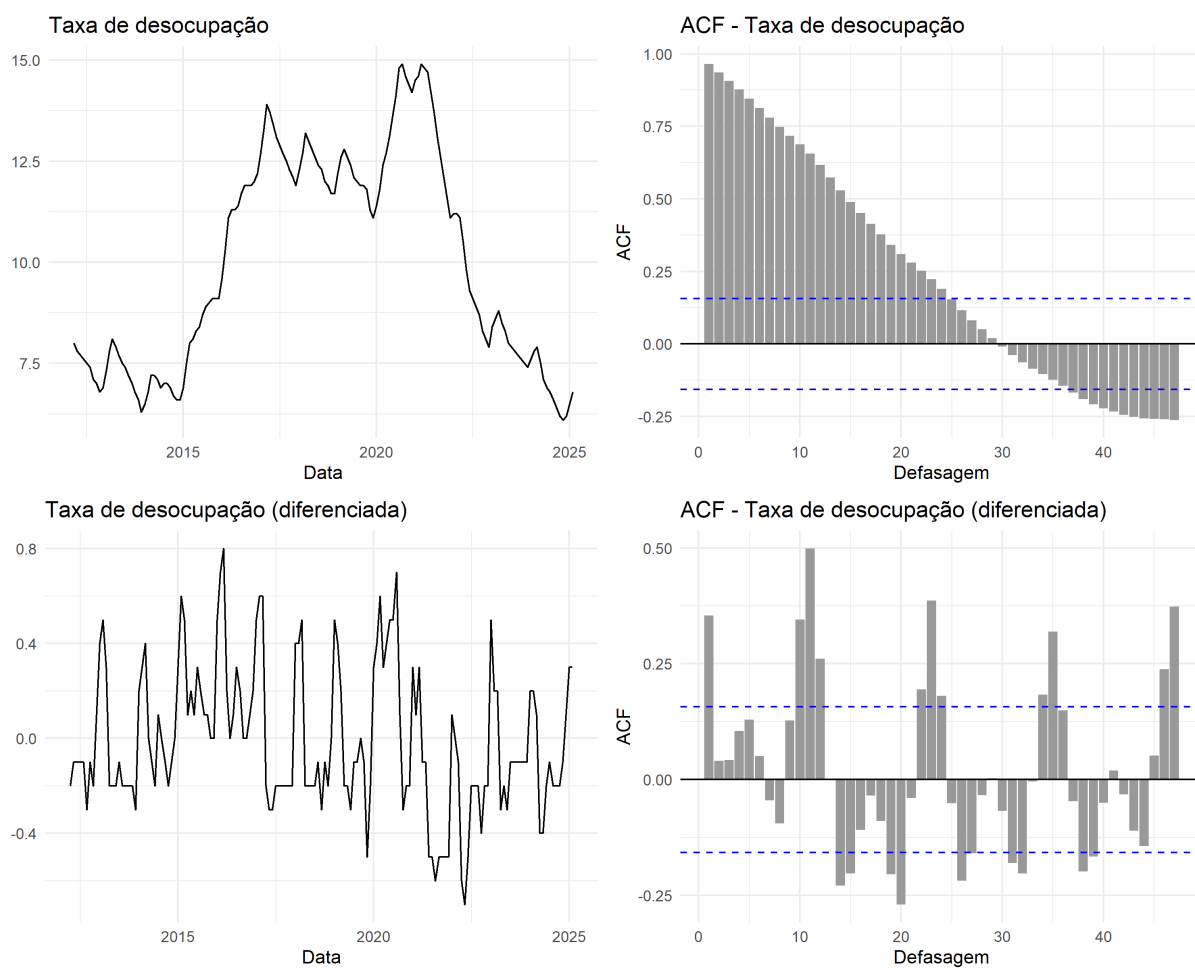 Taxa de desocupação
15.0
12.5
10.0
7.5
2015 2020 2025
Data
ACF - Taxa de desocupação
1.00
0.75
0.50
0.25
0.00
-0.25
ACF
0 10 20 30 40
Defasagem
Taxa de desocupação (diferenciada)
0.8
0.4
0.0
-0.4
2015 2020 2025
Data
ACF - Taxa de desocupação (diferenciada)
0.50
0.25
0.00
-0.25
ACF
0 10 20 30 40
Defasagem